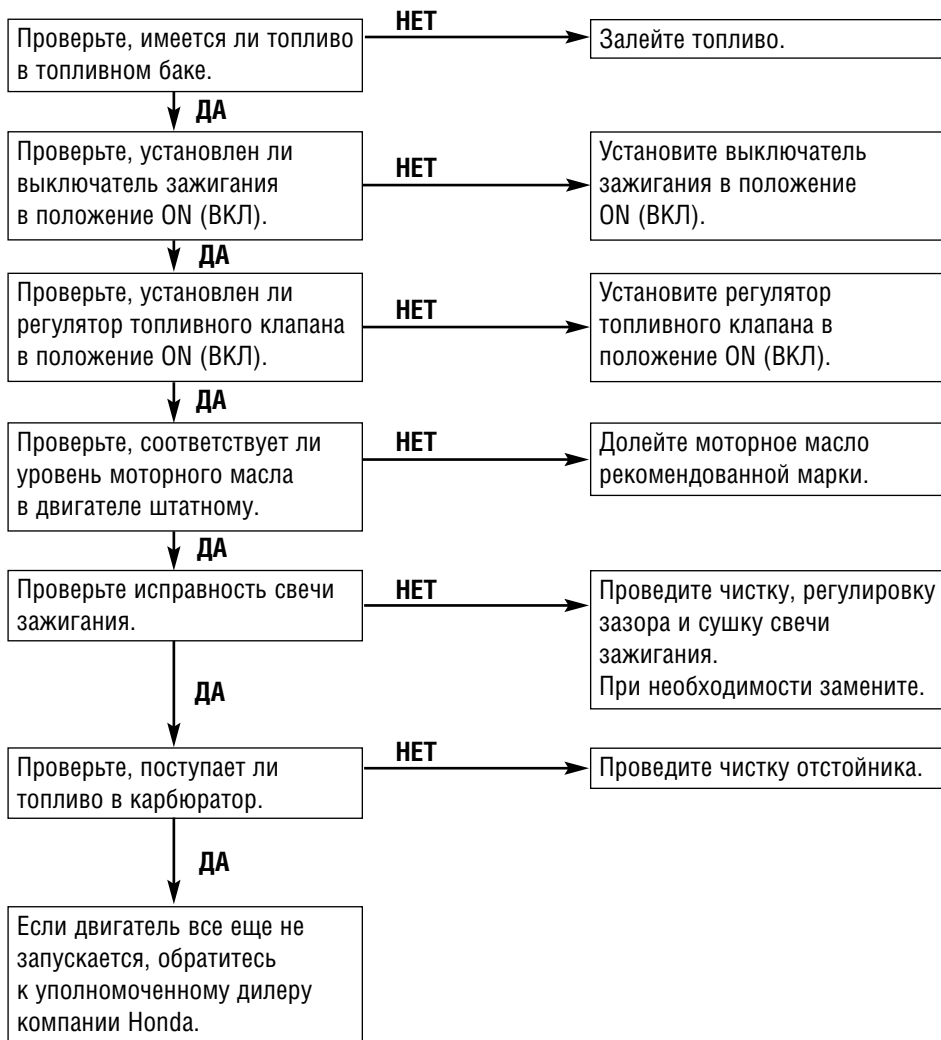 Проверьте, имеется ли топливо
в топливном баке.
НЕТ
Залейте топливо.
ДА
Проверьте, установлен ли
выключатель зажигания
в положение ON (ВКЛ).
НЕТ
Установите выключатель
зажигания в положение
ON (ВКЛ).
ДА
Проверьте, установлен ли
регулятор топливного клапана
в положение ON (ВКЛ).
НЕТ
Установите регулятор
топливного клапана в
положение ON (ВКЛ).
ДА
Проверьте, соответствует ли
уровень моторного масла
в двигателе штатному.
НЕТ
Долейте моторное масло
рекомендованной марки.
ДА
Проверьте исправность свечи
зажигания.
НЕТ
Проведите чистку, регулировку
зазора и сушку свечи
зажигания.
При необходимости замените.
ДА
Проверьте, поступает ли
топливо в карбюратор.
НЕТ
Проведите чистку отстойника.
ДА
Если двигатель все еще не
запускается, обратитесь
к уполномоченному дилеру
компании Honda.